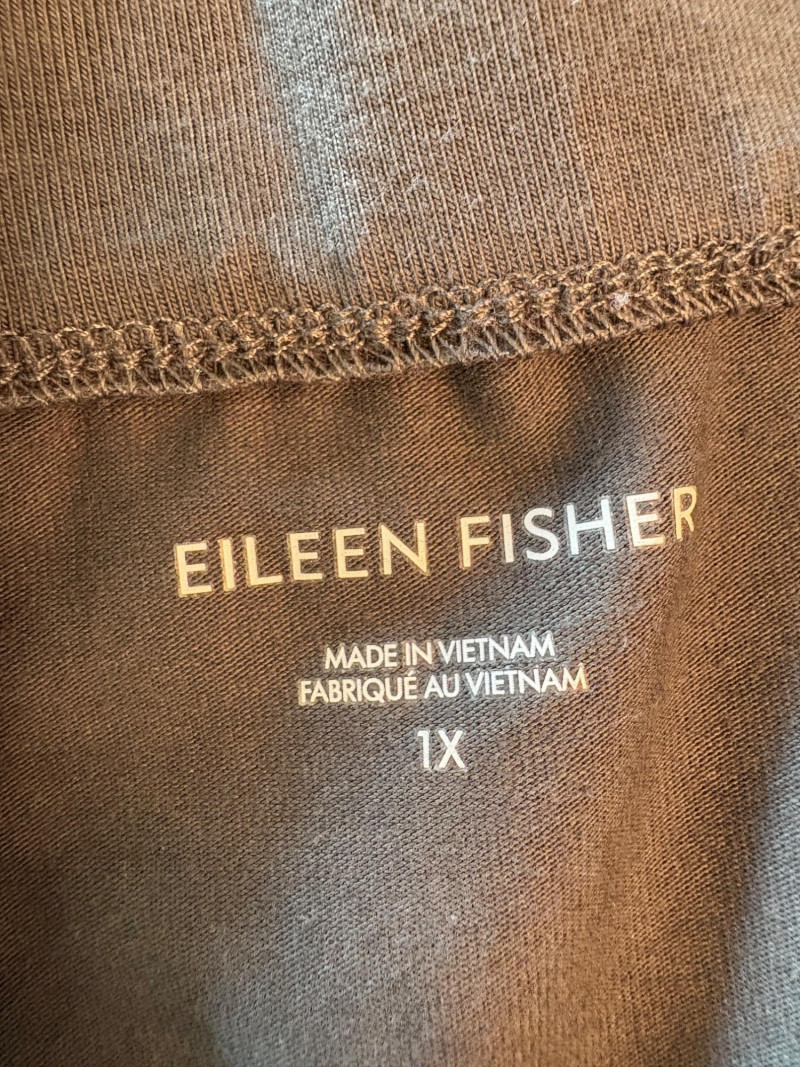 EILEEN FISHER
MADE IN VIETNAM
FABRIQUÉ AU VIETNAM
1X